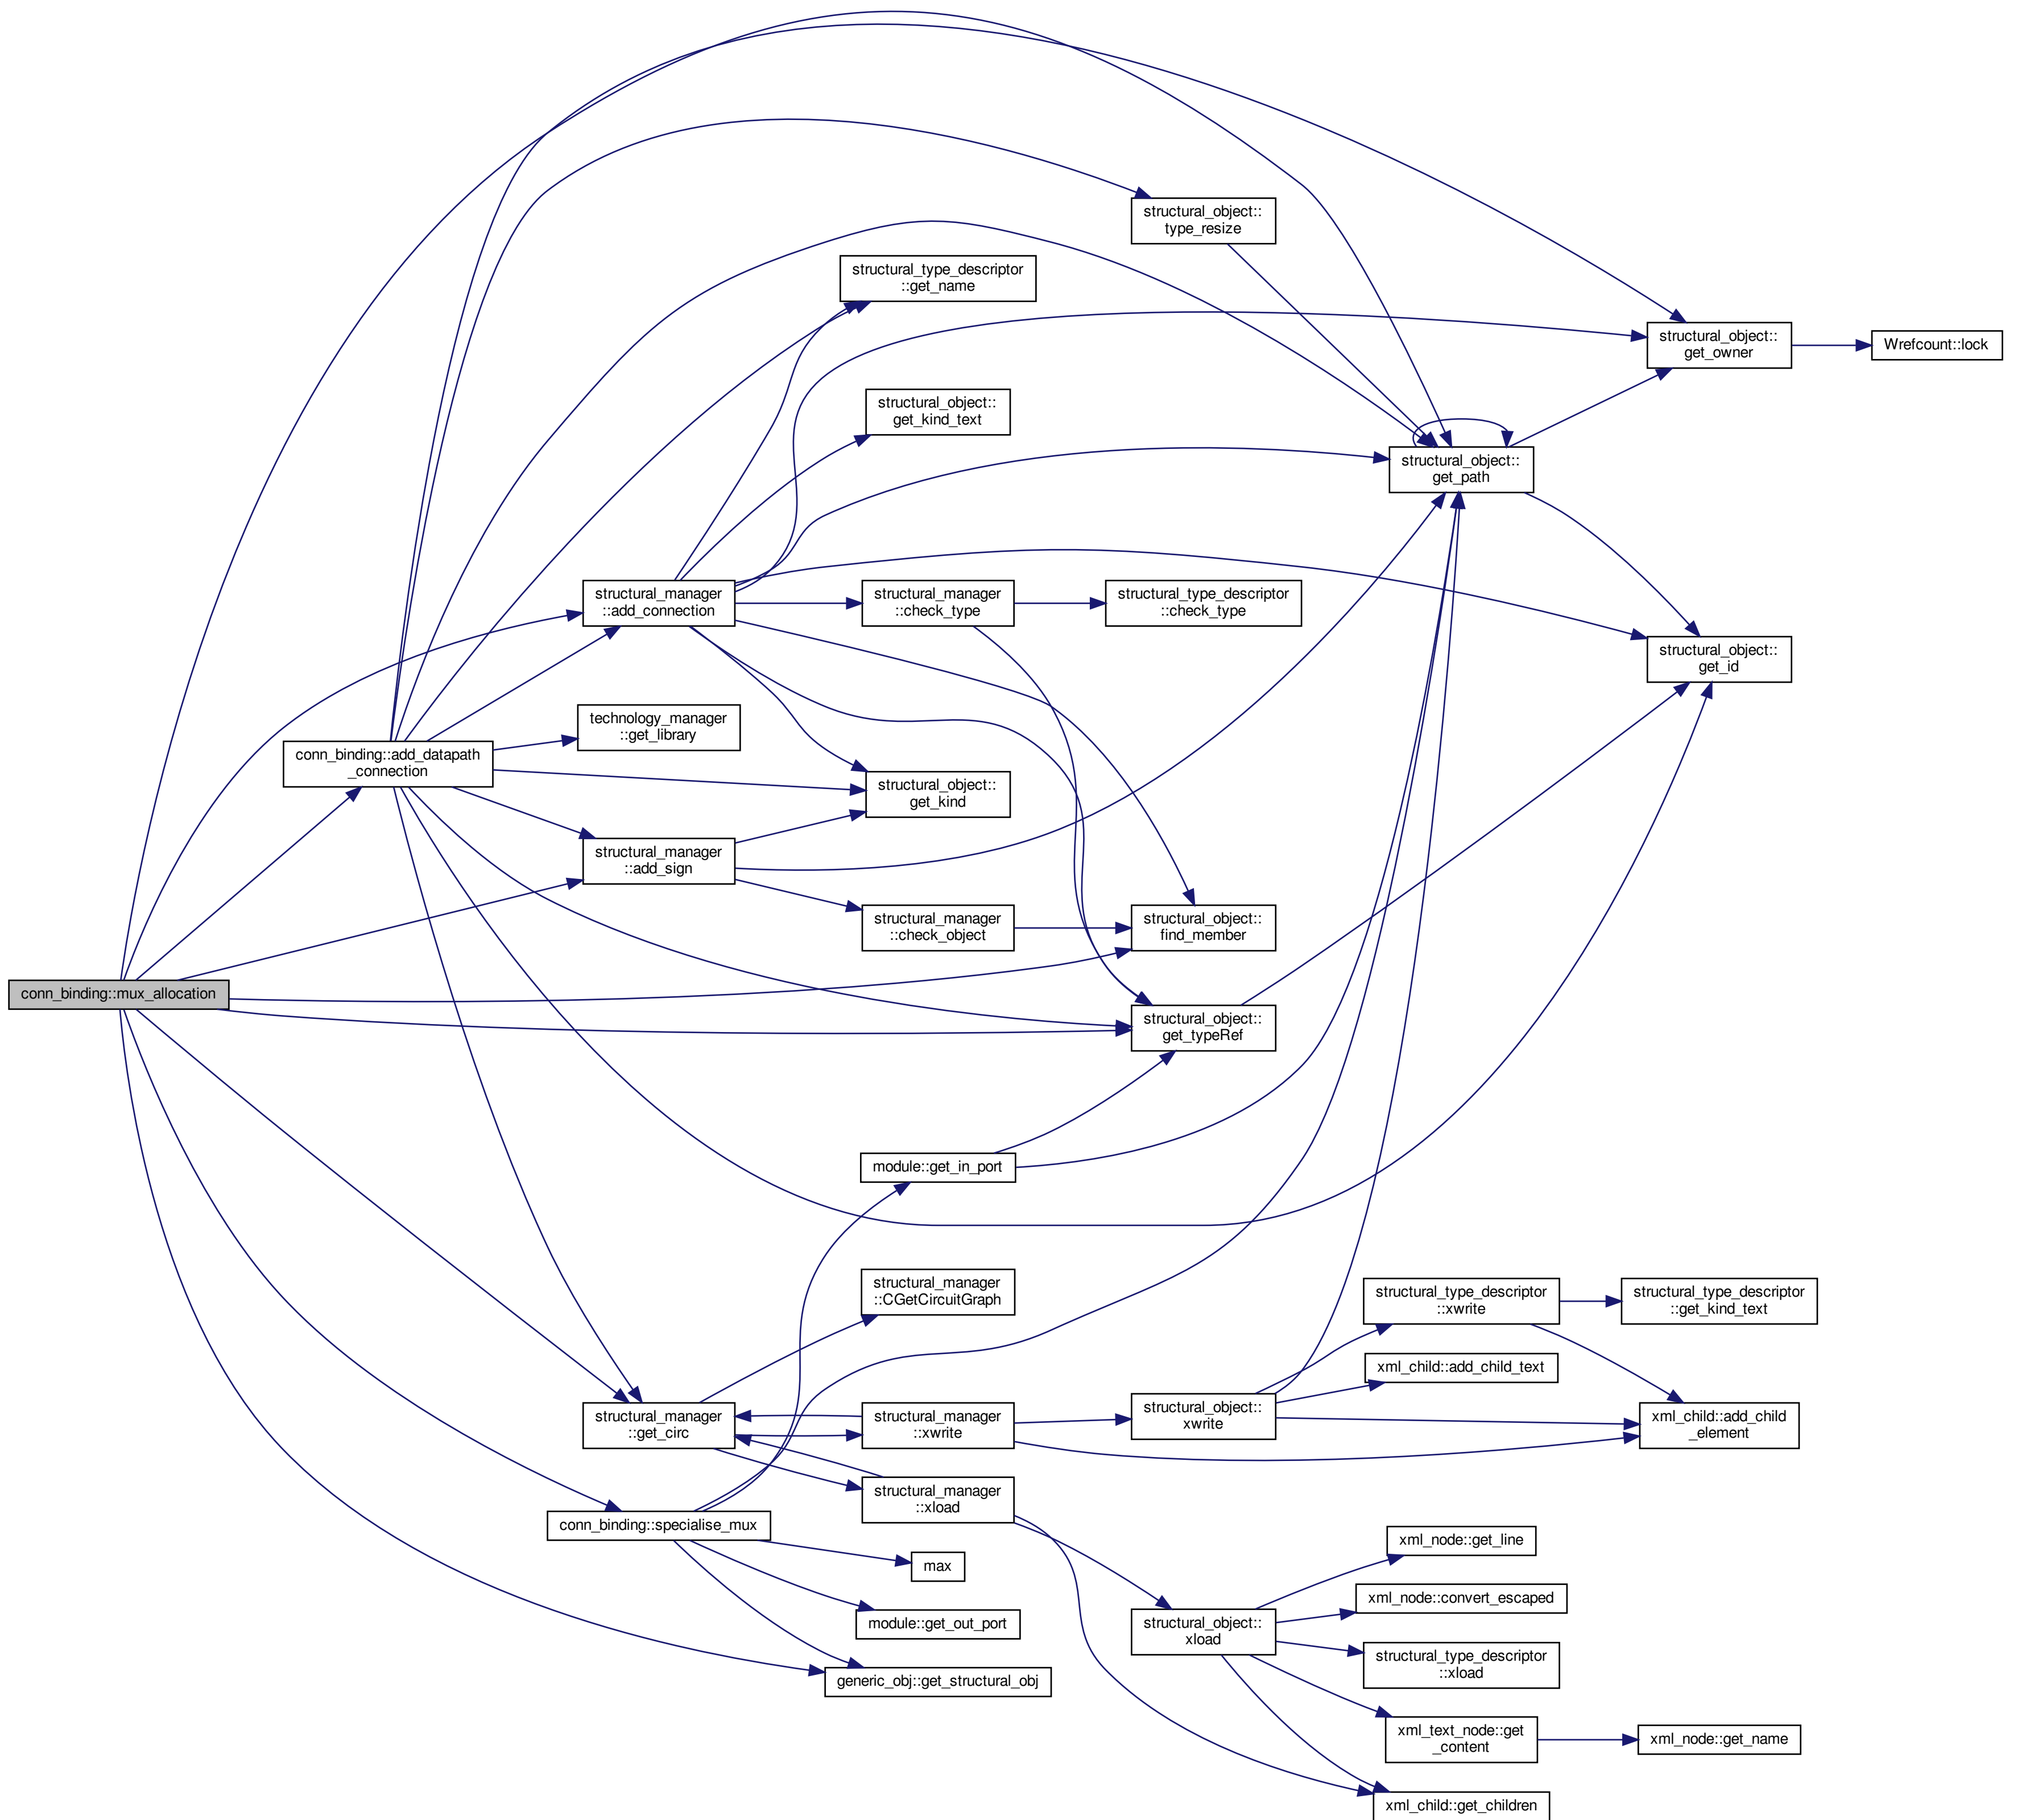 structural_object::
type_resize
structural_type_descriptor
::get_name
structural_object::
get_owner
Wrefcount::lock
structural_object::
get_kind_text
structural_object::
get_path
structural_manager
::add_connection
structural_manager
::check_type
structural_type_descriptor
::check_type
structural_object::
get_id
technology_manager
::get_library
conn_binding::add_datapath
_connection
structural_object::
get_kind
structural_manager
::add_sign
structural_manager
::check_object
structural_object::
find_member
conn_binding::mux_allocation
structural_object::
get_typeRef
module::get_in_port
structural_manager
::CGetCircuitGraph
structural_type_descriptor
::xwrite
structural_type_descriptor
::get_kind_text
xml_child::add_child_text
structural_manager
::get_circ
structural_manager
::xwrite
structural_object::
xwrite
xml_child::add_child
_element
structural_manager
::xload
conn_binding::specialise_mux
xml_node::get_line
max
xml_node::convert_escaped
module::get_out_port
structural_object::
xload
structural_type_descriptor
::xload
generic_obj::get_structural_obj
xml_text_node::get
_content
xml_node::get_name
xml_child::get_children